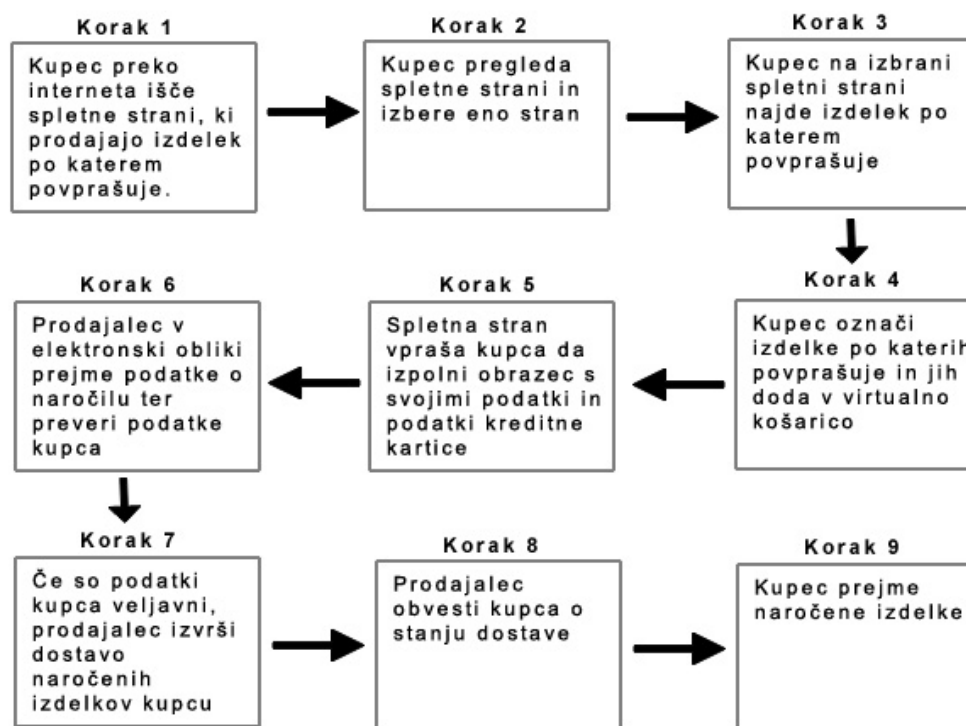 Korak 1
Kupec preko
interneta išče
spletne strani, ki
prodajajo izdelek
po katerem
povprašuje.
Korak 2
Kupec pregleda
spletne strani in
izbere eno stran
Korak 3
Kupec na izbrani
spletni strani
najde izdelek po
katerem
povprašuje
Korak 4
Kupec označi
izdelke po katerih
povprašuje in jih
doda v virtualno
košarico
Korak 5
Spletna stran
vpraša kupca da
izpolni obrazec s
svojimi podatki in
podatki kreditne
kartice
Korak 6
Prodajalec v
elektronski obliki
prejme podatke o
naročilu ter
preveri podatke
kupca
Korak 7
Če so podatki
kupca veljavni,
prodajalec izvrši
dostavo
naročenih
izdelkov kupcu
Korak 8
Prodajalec
obvesti kupca o
stanju dostave
Korak 9
Kupec prejme
naročene izdelke